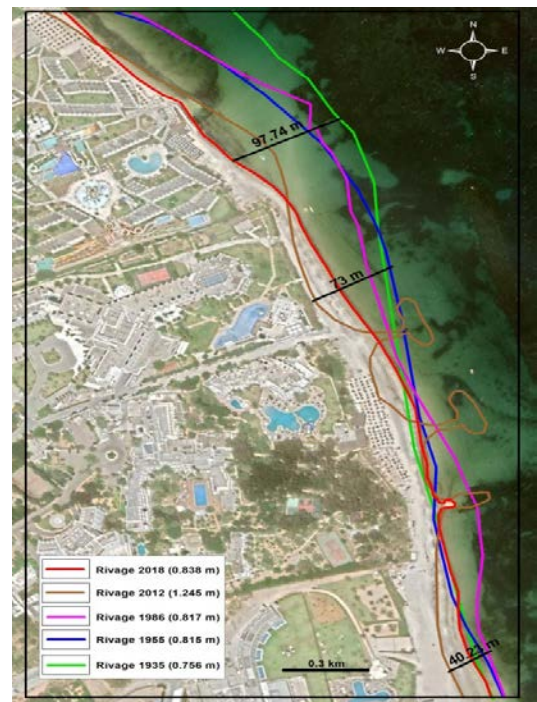 N
W E
S
97.74 m
73 m
Rivage 2018 (0.838 m)
Rivage 2012 (1.245 m)
Rivage 1986 (0.817 m)
Rivage 1955 (0.815 m)
Rivage 1935 (0.756 m)
0.3 km
40.23 m